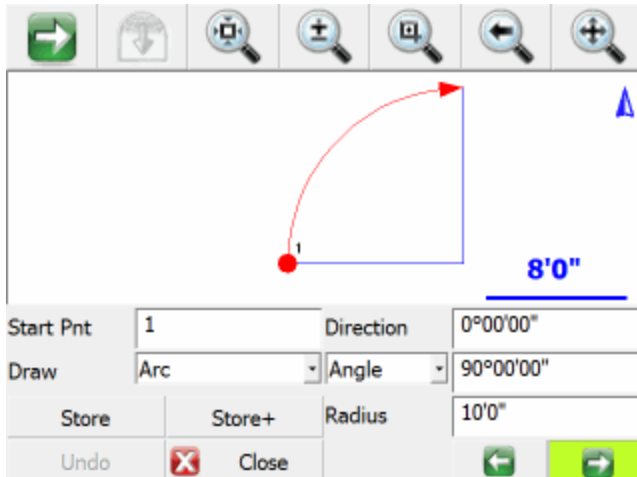 1
8'0"
Start Pnt 1 Direction 0°00'00"
Draw Arc Angle 90°00'00"
Store Store+ Radius 10'0"
Undo Close